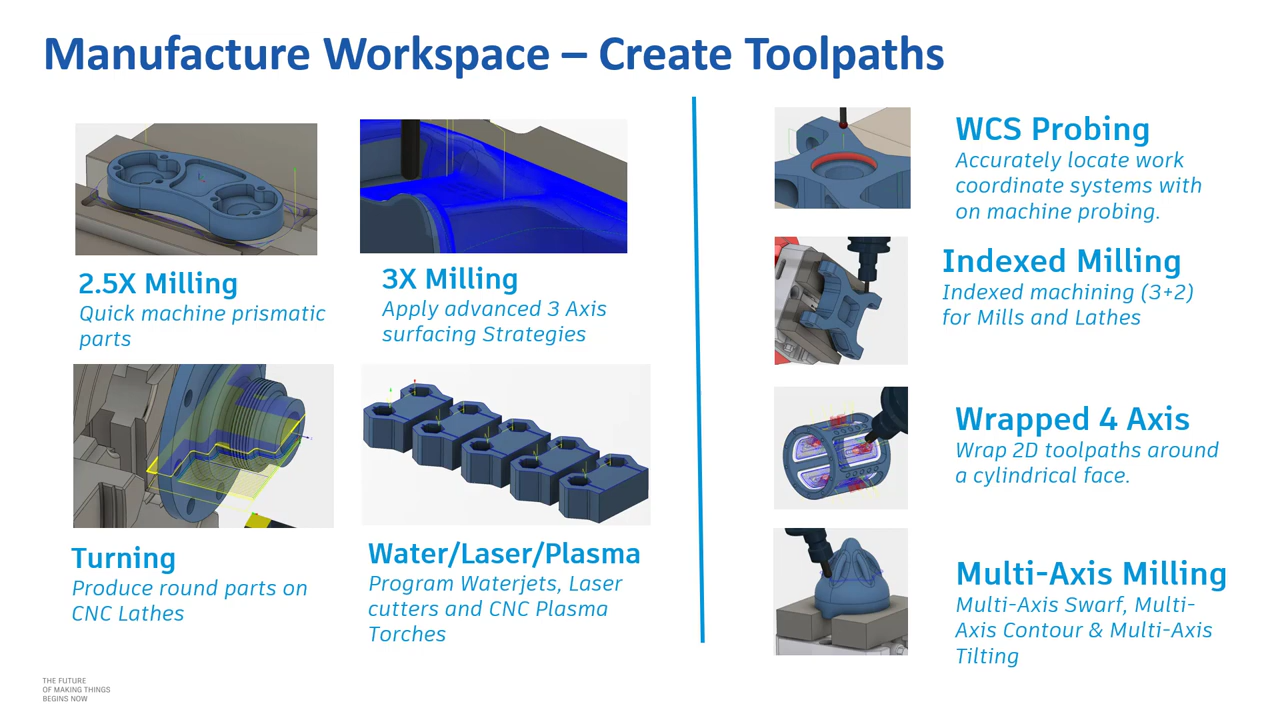 Manufacture Workspace – Create Toolpaths
2.5X Milling
Quick machine prismatic
parts
3X Milling
Apply advanced 3 Axis
surfacing Strategies
Turning
Produce round parts on
CNC Lathes
Water/Laser/Plasma
Program Waterjets, Laser
cutters and CNC Plasma
Torches
WCS Probing
Accurately locate work
coordinate systems with
on machine probing.
Indexed Milling
Indexed machining (3+2)
for Mills and Lathes
Wrapped 4 Axis
Wrap 2D toolpaths around
a cylindrical face.
Multi-Axis Milling
Multi-Axis Swarf, Multi-
Axis Contour & Multi-Axis
Tilting
THE FUTURE
OF MAKING THINGS
BEGINS NOW